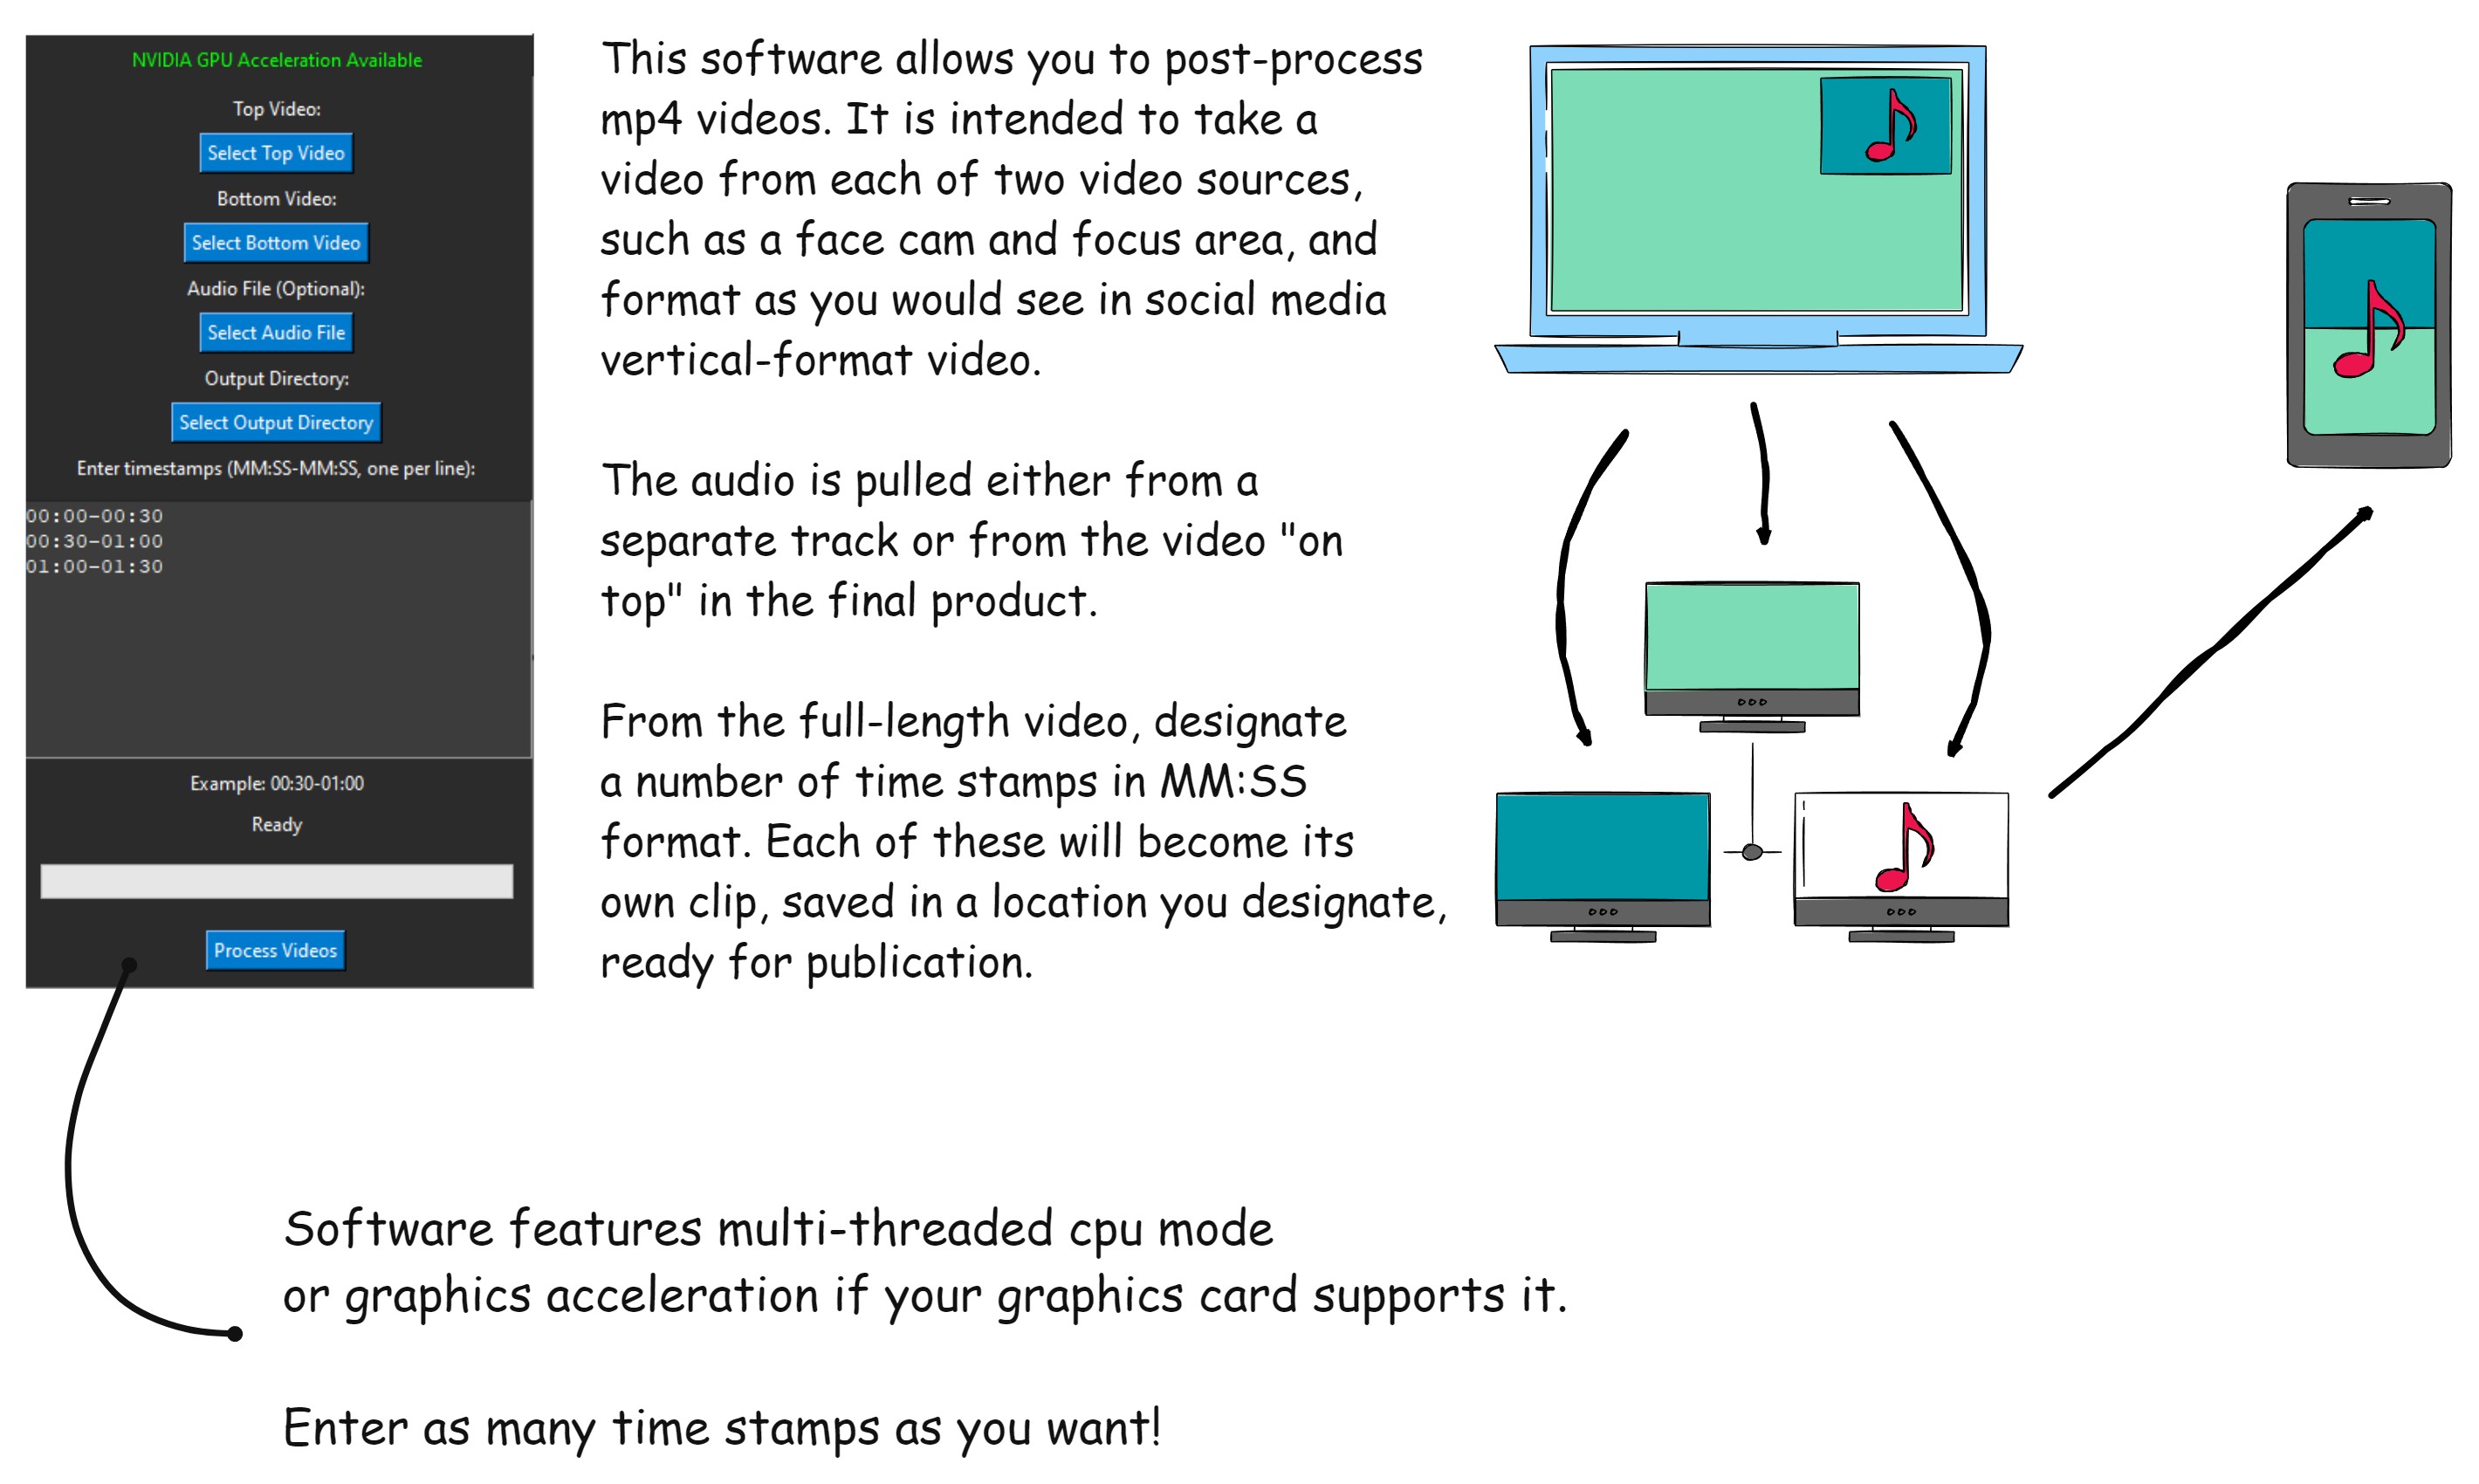 NVIDIA GPU Acceleration Available
Top Video:
Select Top Video
Bottom Video:
Select Bottom Video
Audio File (Optional):
Select Audio File
Output Directory:
Select Output Directory
Enter timestamps (MM:SS-MM:SS, one per line):
00:00-00:30
00:30-01:00
01:00-01:30
Example: 00:30-01:00
Ready
Process Videos
This software allows you to post-process
mp4 videos. It is intended to take a
video from each of two video sources,
such as a face cam and focus area, and
format as you would see in social media
vertical-format video.
The audio is pulled either from a
separate track or from the video "on
top" in the final product.
From the full-length video, designate
a number of time stamps in MM:SS
format. Each of these will become its
own clip, saved in a location you designate,
ready for publication.
Software features multi-threaded cpu mode
or graphics acceleration if your graphics card supports it.
Enter as many time stamps as you want!